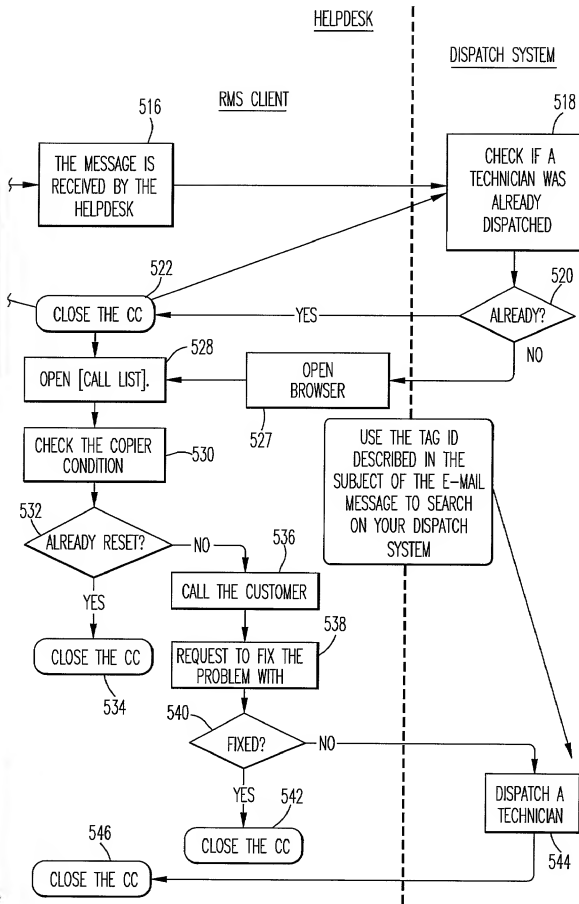 HELPDESK
DISPATCH SYSTEM
RMS CLIENT
516
518
THE MESSAGE IS
RECEIVED BY THE
HELPDESK
CHECK IF A
TECHNICIAN WAS
ALREADY
DISPATCHED
522
520
CLOSE THE CC
YES
ALREADY?
NO
528
OPEN [CALL LIST].
OPEN
BROWSER
527
CHECK THE COPIER
CONDITION
530
USE THE TAG ID
DESCRIBED IN THE
SUBJECT OF THE E-MAIL
MESSAGE TO SEARCH
ON YOUR DISPATCH
SYSTEM
532
ALREADY RESET?
NO
536
YES
CALL THE CUSTOMER
538
CLOSE THE CC
534
REQUEST TO FIX THE
PROBLEM WITH
540
FIXED?
NO
YES
542
DISPATCH A
TECHNICIAN
544
CLOSE THE CC
546
CLOSE THE CC